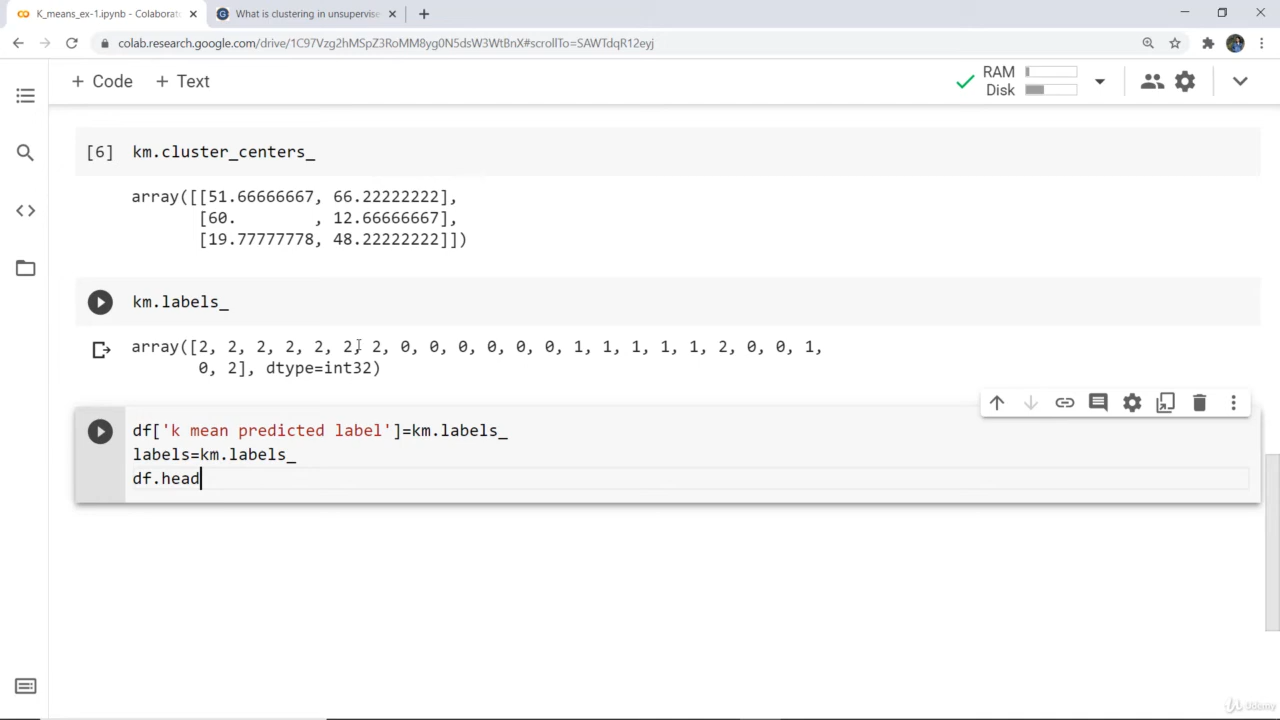 K_means_ex-1.ipynb - Colaborat
What is clustering in unsupervise
colab.research.google.com/drive/1C97Vzg2hMSpZ3RoMM8yg0N5dsW3WtBnX#scrollTo=SAWTdqR12eyj
+ Code + Text
RAM
Disk
[6] km.cluster_centers_
array([[51.66666667, 66.22222222],
[60. , 12.66666667],
[19.77777778, 48.22222222]])
km.labels_
array([2, 2, 2, 2, 2, 2, 2, 0, 0, 0, 0, 0, 0, 1, 1, 1, 1, 1, 2, 0, 0, 1,
0, 2], dtype=int32)
df['k mean predicted label']=km.labels_
labels=km.labels_
df.head
Udemy